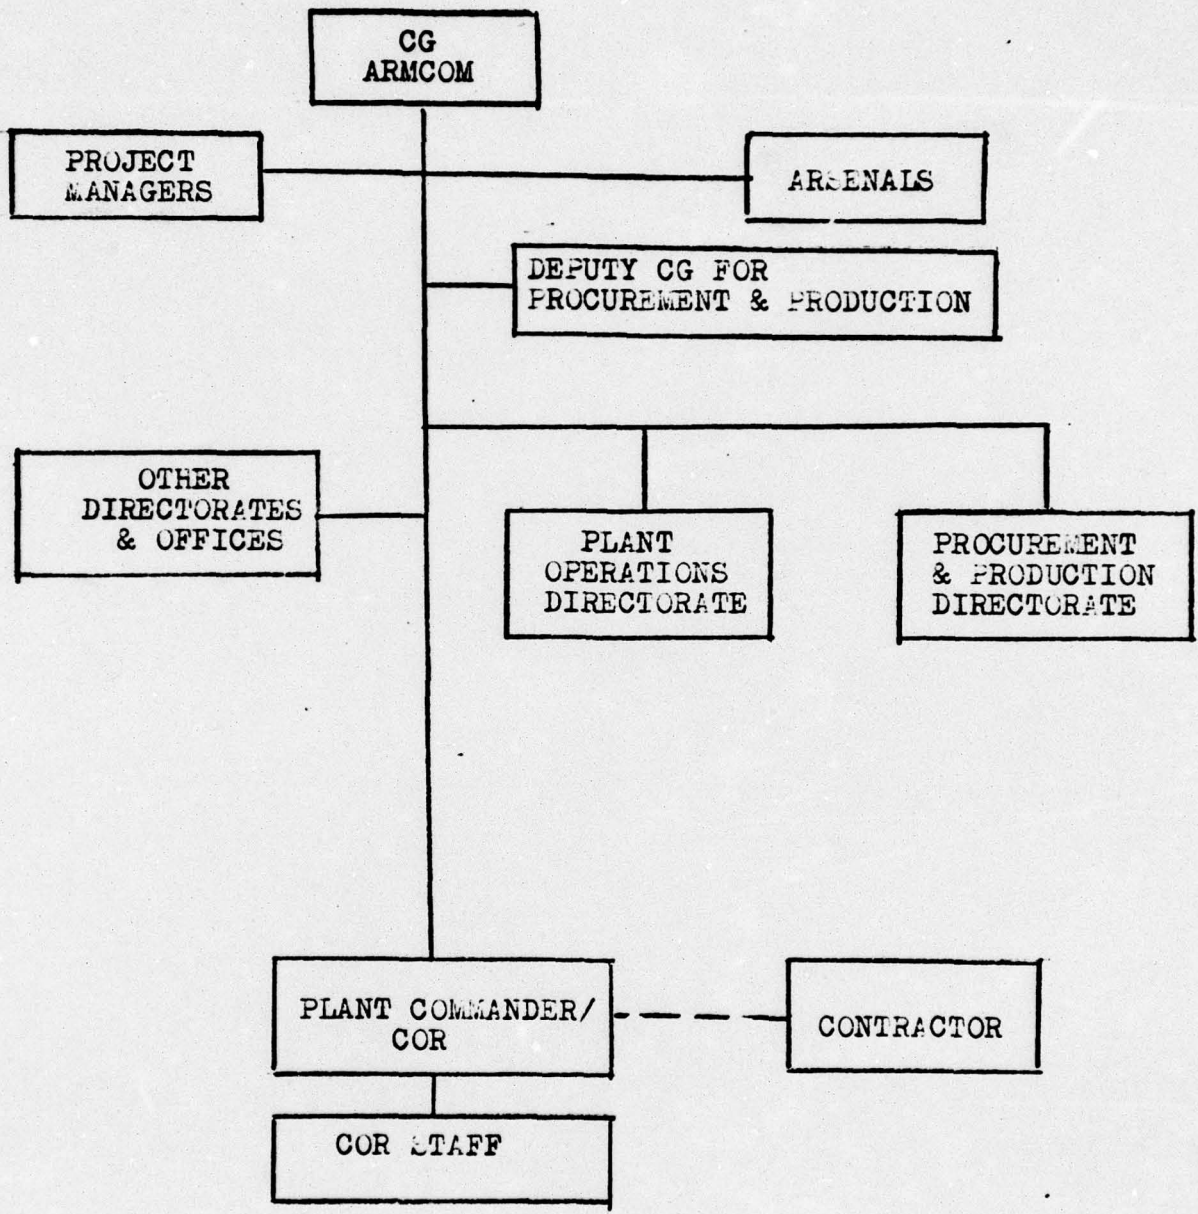 CG
ARMCOM
PROJECT
MANAGERS
ARSENALS
DEPUTY CG FOR
PROCUREMENT & PRODUCTION
OTHER
DIRECTORATES
& OFFICES
PLANT
OPERATIONS
DIRECTORATE
PROCUREMENT
& PRODUCTION
DIRECTORATE
PLANT COMMANDER/
COR
CONTRACTOR
COR STAFF